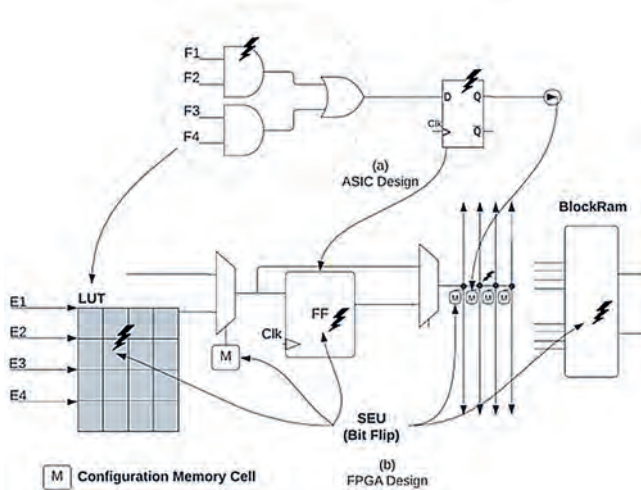 F1
F2
F3
F4
D
Q
Clk
Q
(a)
ASIC Design
BlockRam
LUT
E1
E2
E3
E4
FF
Clk
M
M
M
M
M
SEU
(Bit Flip)
(b)
FPGA Design
M Configuration Memory Cell